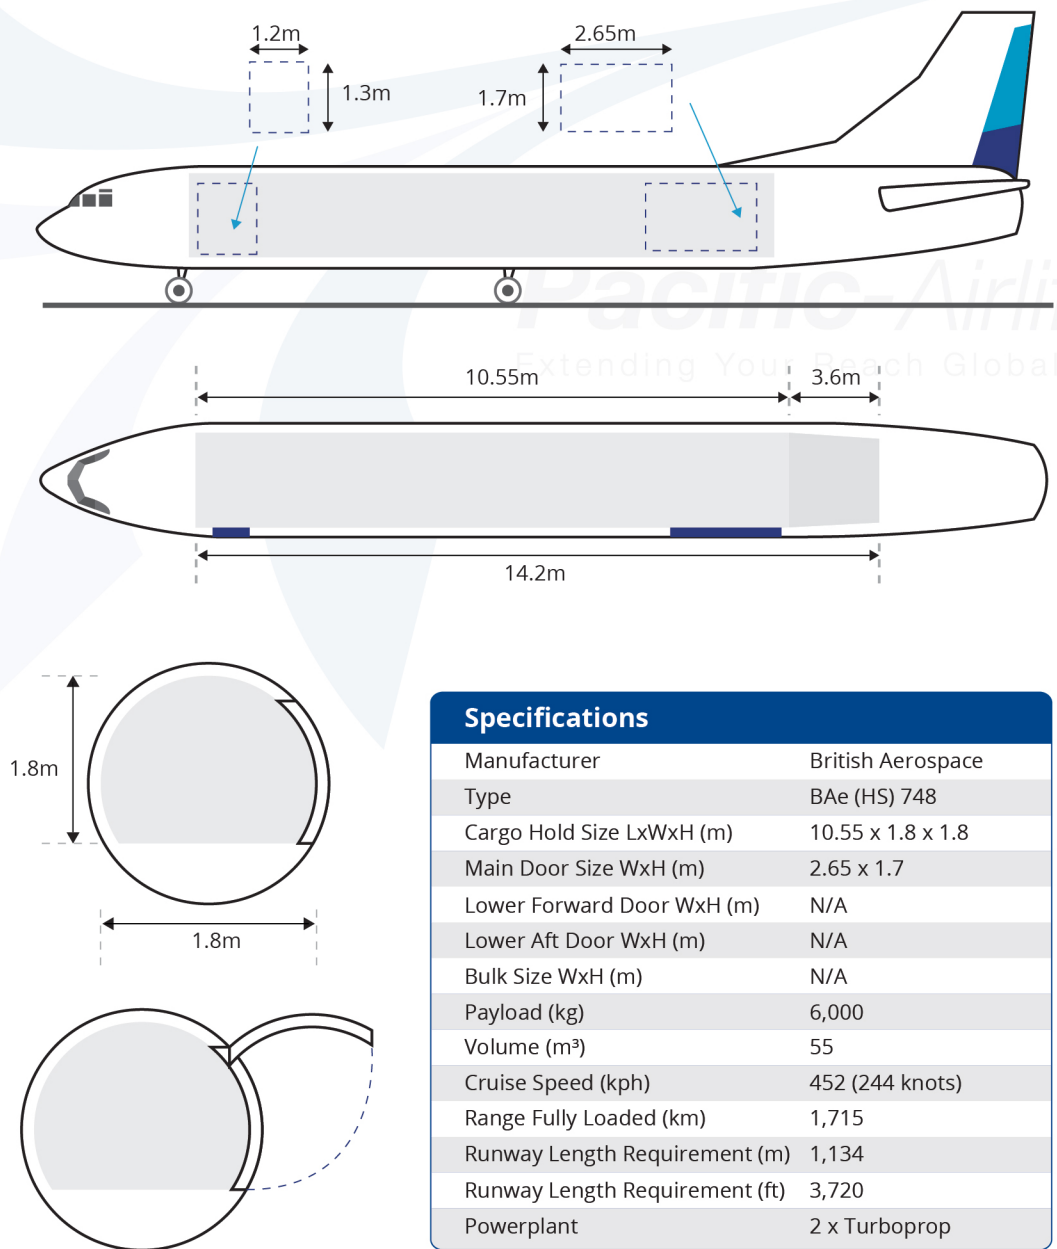 1.2m
2.65m
1.3m
1.7m
Pacific-Airli
Extending Your Reach Global
10.55m
3.6m
14.2m
1.8m
1.8m
Specifications
Manufacturer British Aerospace
Type BAe (HS) 748
Cargo Hold Size LxWxH (m) 10.55 x 1.8 x 1.8
Main Door Size WxH (m) 2.65 x 1.7
Lower Forward Door WxH (m) N/A
Lower Aft Door WxH (m) N/A
Bulk Size WxH (m) N/A
Payload (kg) 6,000
Volume (m³) 55
Cruise Speed (kph) 452 (244 knots)
Range Fully Loaded (km) 1,715
Runway Length Requirement (m) 1,134
Runway Length Requirement (ft) 3,720
Powerplant 2 x Turboprop